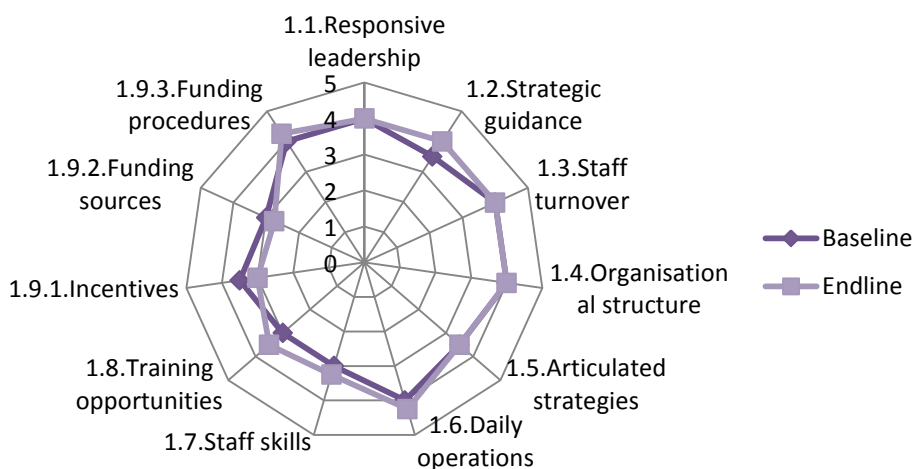 1.1.Responsive
leadership
1.2.Strategic
guidance
1.3.Staff
turnover
1.4.Organisation
al structure
1.5.Articulated
strategies
1.6.Daily
operations
1.7.Staff skills
1.8.Training
opportunities
1.9.1.Incentives
1.9.2.Funding
sources
1.9.3.Funding
procedures
5
4
3
2
1
0
Baseline
Endline